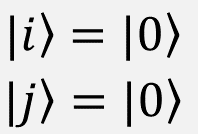 |i⟩ = |0⟩
|j⟩ = |0⟩